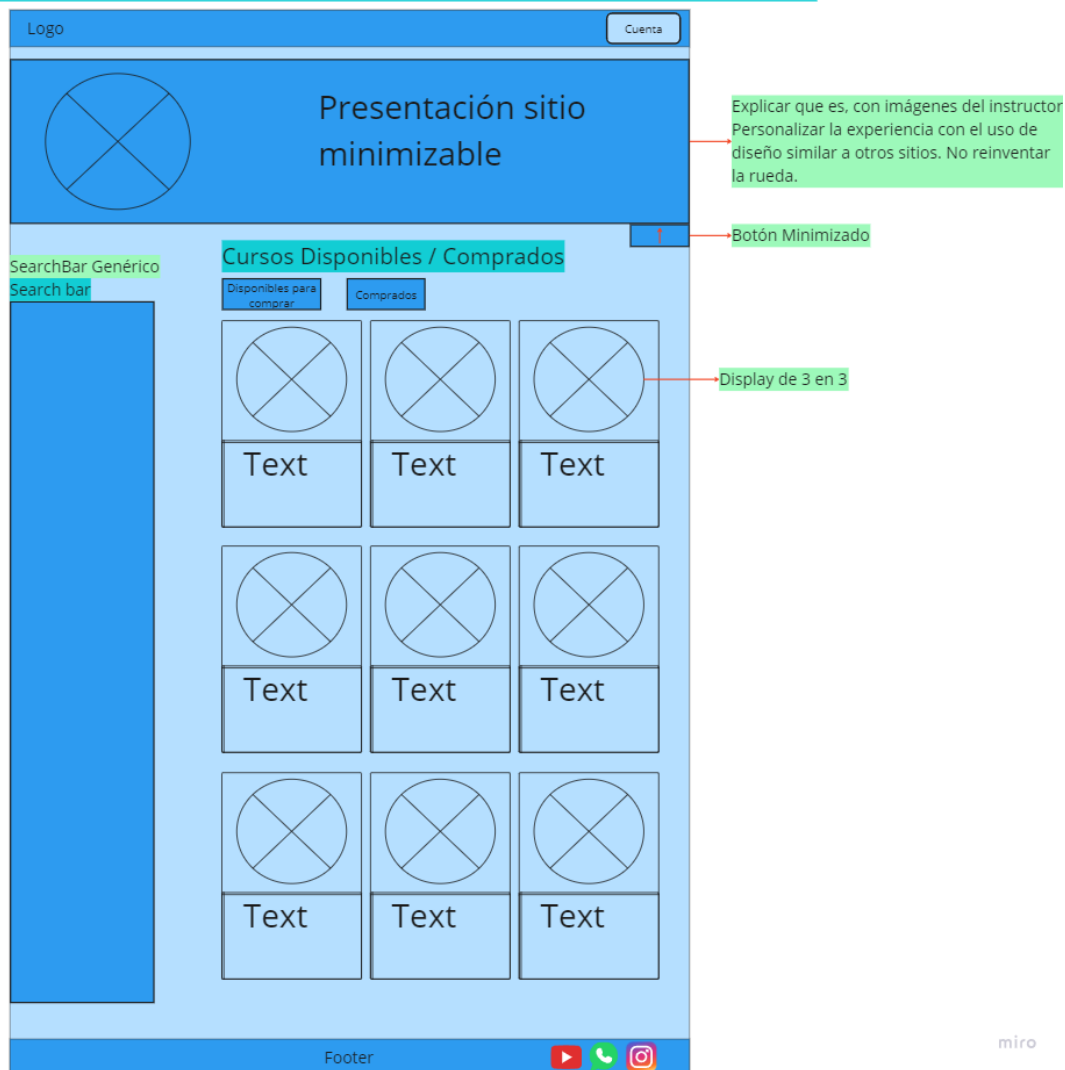 Logo
Cuenta
Presentación sitio
minimizable
Explicar que es, con imágenes del instructor
Personalizar la experiencia con el uso de
diseño similar a otros sitios. No reinventar
la rueda.
Botón Minimizado
SearchBar Genérico
Search bar
Cursos Disponibles / Comprados
Disponibles para
comprar
Comprados
Display de 3 en 3
Text
Text
Text
Text
Text
Text
Text
Text
Text
Footer
miro